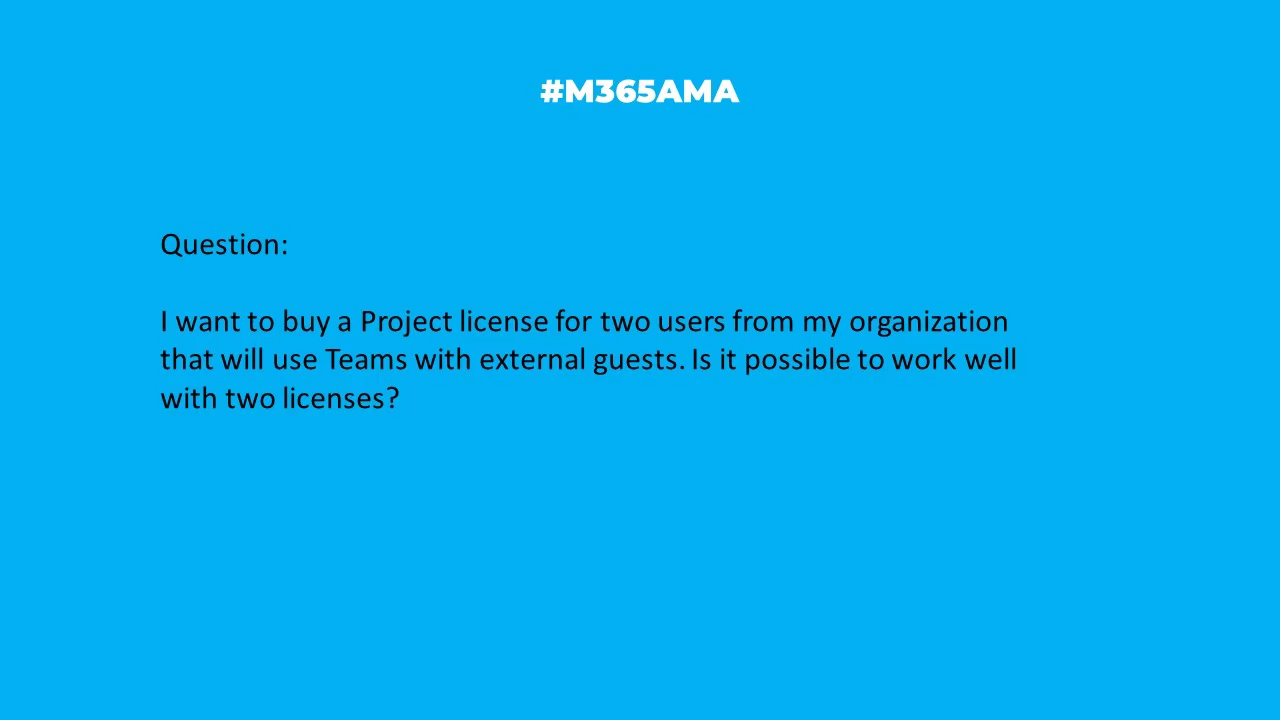 #M365AMA
Question:
I want to buy a Project license for two users from my organization
that will use Teams with external guests. Is it possible to work well
with two licenses?